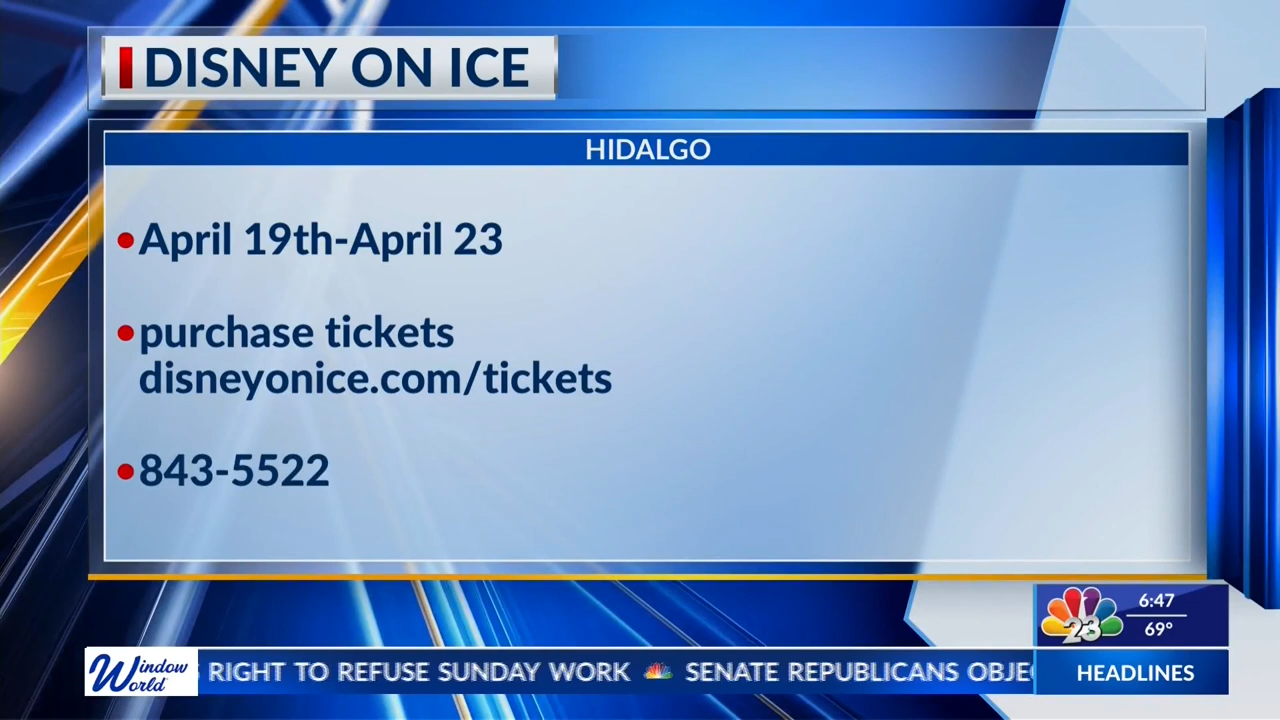 DISNEY ON ICE
HIDALGO
•April 19th-April 23
•purchase tickets
disneyonice.com/tickets
•843-5522
23
6:47
69°
Window World
RIGHT TO REFUSE SUNDAY WORK SENATE REPUBLICANS
HEADLINES